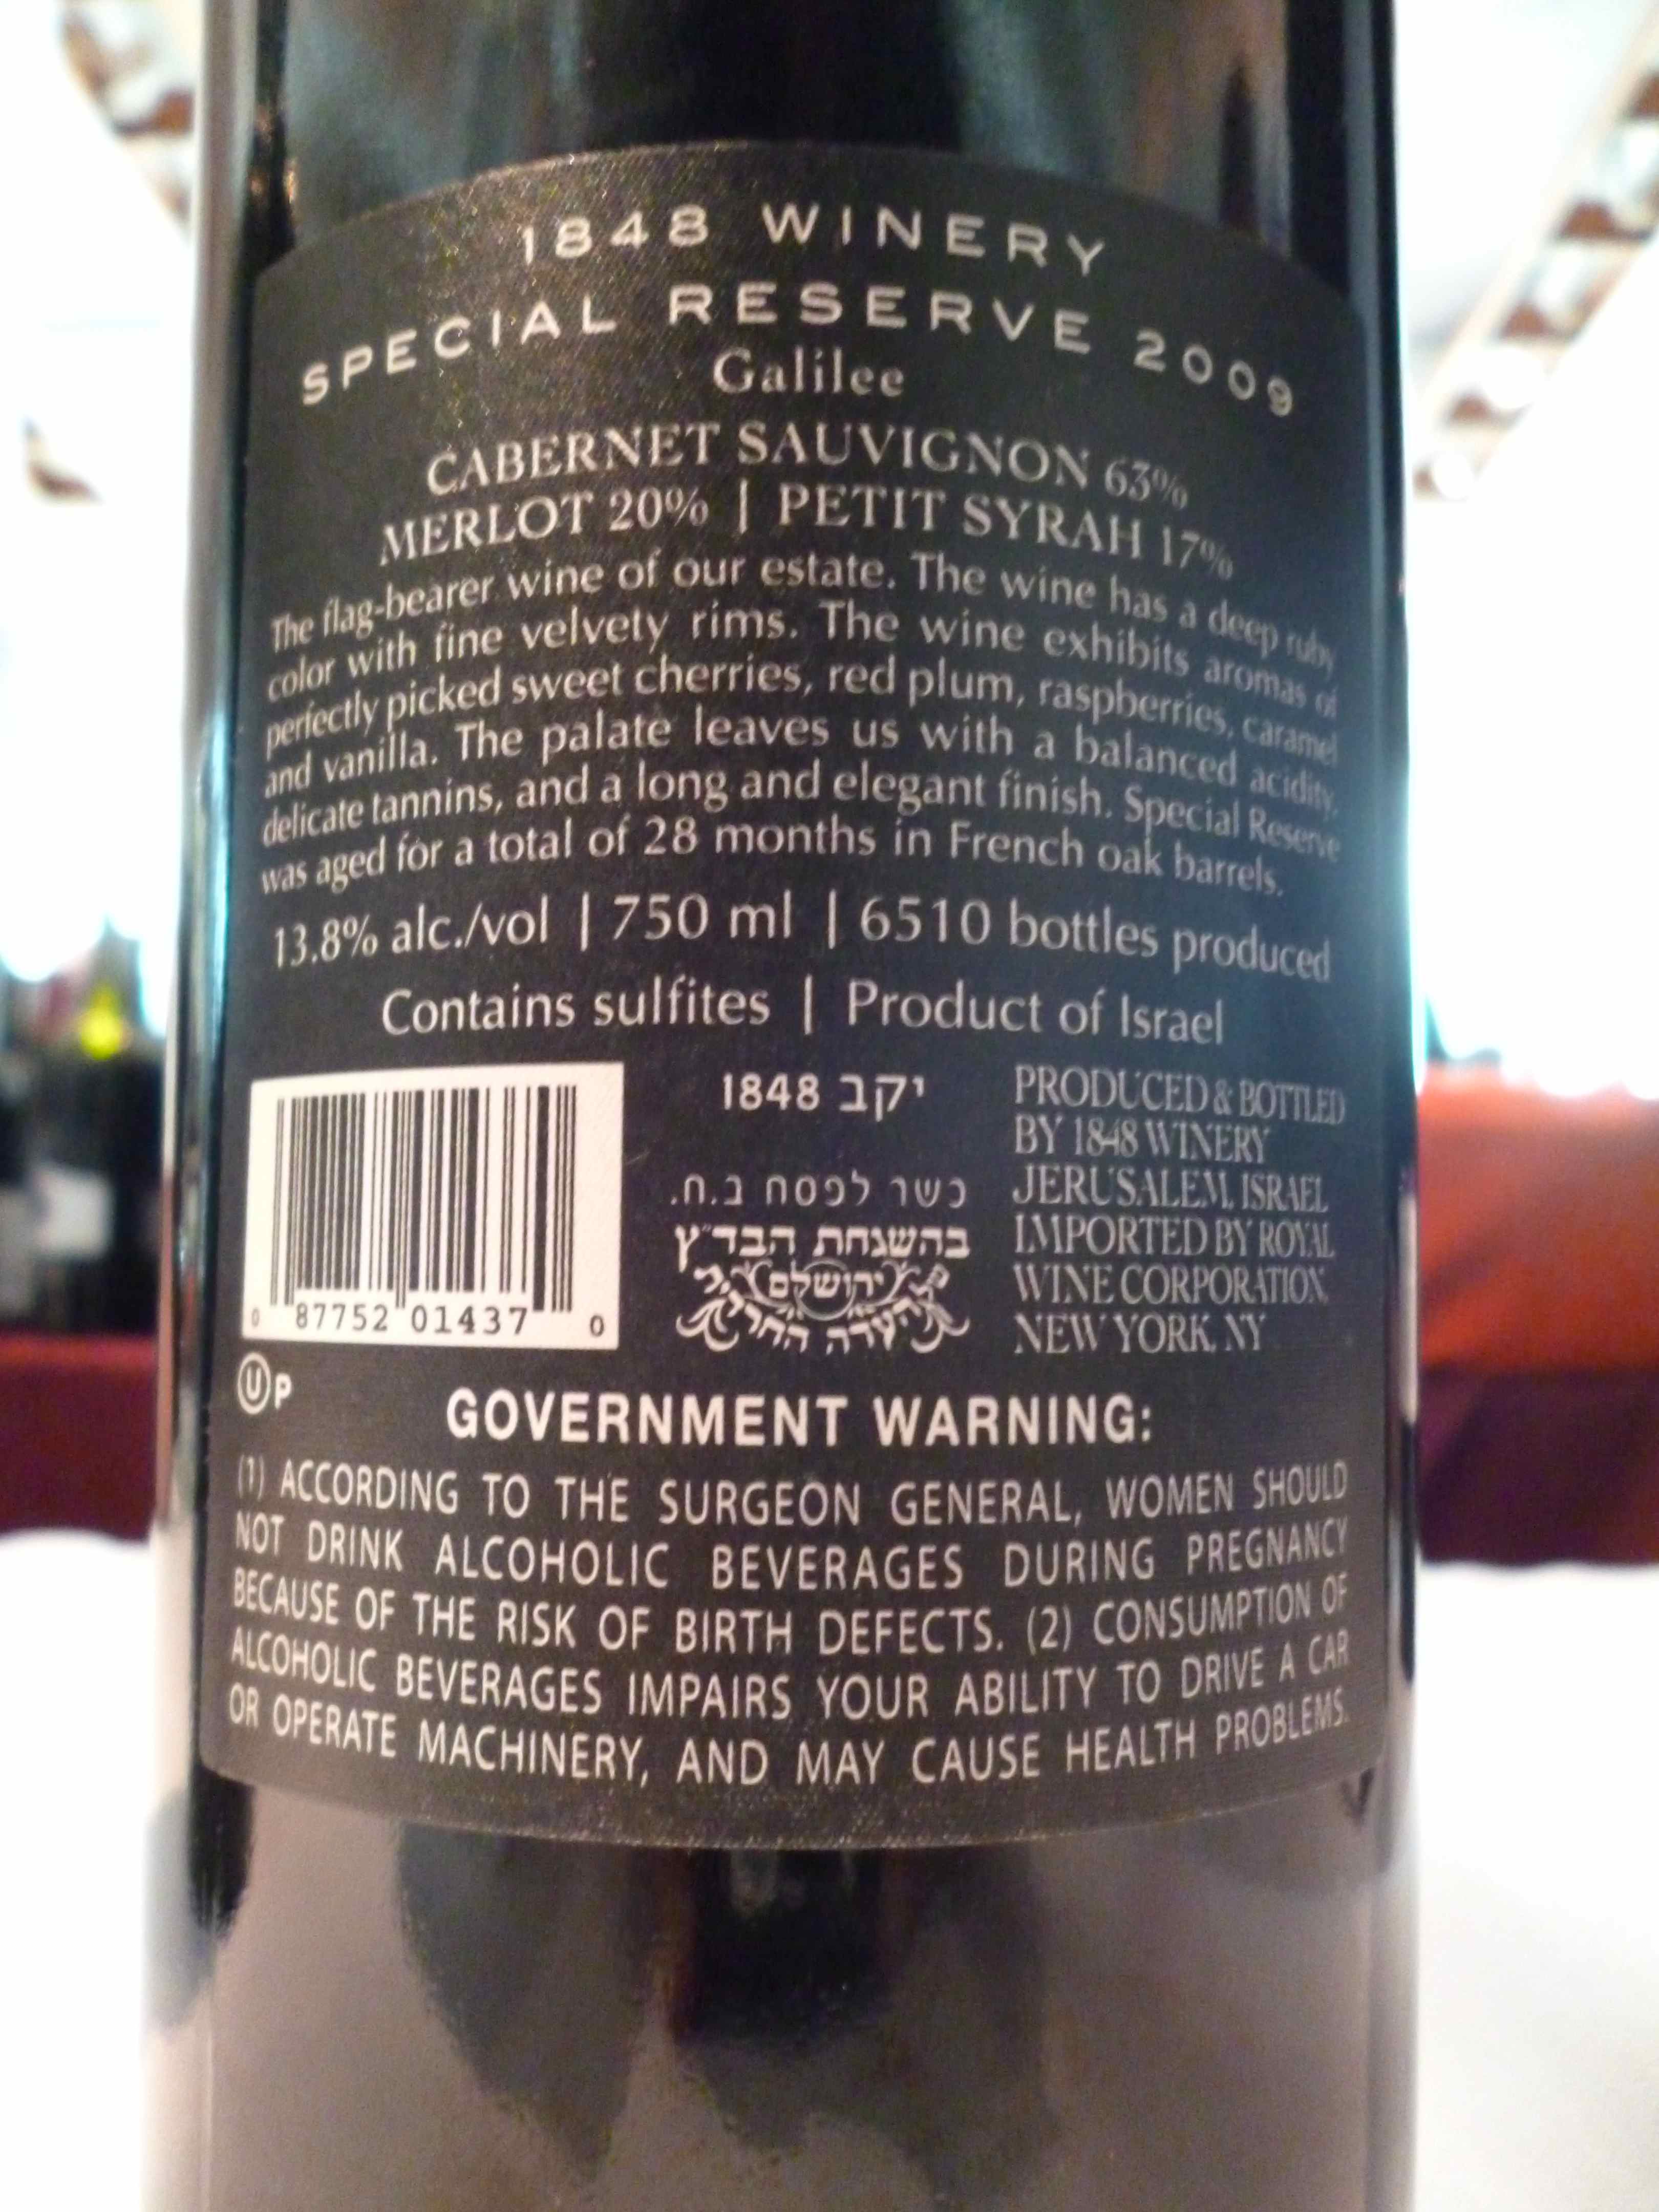 1848 WINERY
SPECIAL RESERVE 2009
Galilee
CABERNET SAUVIGNON 63%
MERLOT 20% | PETIT SYRAH 17%
The flag-bearer wine of our estate. The wine has a deep ruby
color with fine velvety rims. The wine exhibits aromas of
perfectly picked sweet cherries, red plum, raspberries, caramel
and vanilla. The palate leaves us with a balanced acidity,
delicate tannins, and a long and elegant finish. Special Reserve
was aged for a total of 28 months in French oak barrels.
13.8% alc./vol | 750 ml | 6510 bottles produced
Contains sulfites | Product of Israel
0 87752 01437 0
יקב 1848
כשר לפסח ב.ח.
בהשגחת הבד״ץ
ירושלים
העדה החרדית
PRODUCED & BOTTLED
BY 1848 WINERY
JERUSALEM, ISRAEL
IMPORTED BY ROYAL
WINE CORPORATION,
NEW YORK, NY
U P
GOVERNMENT WARNING:
(1) ACCORDING TO THE SURGEON GENERAL, WOMEN SHOULD
NOT DRINK ALCOHOLIC BEVERAGES DURING PREGNANCY
BECAUSE OF THE RISK OF BIRTH DEFECTS. (2) CONSUMPTION OF
ALCOHOLIC BEVERAGES IMPAIRS YOUR ABILITY TO DRIVE A CAR
OR OPERATE MACHINERY, AND MAY CAUSE HEALTH PROBLEMS.